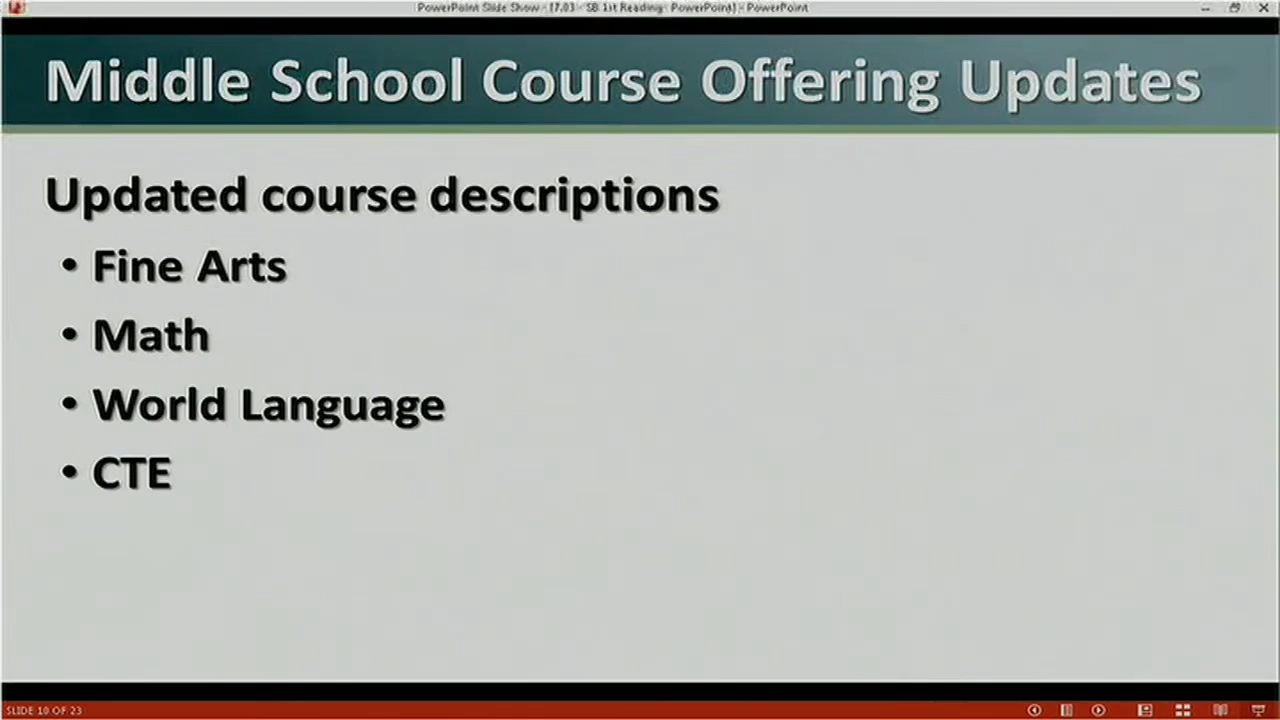 PowerPoint Slide Show - [7.03 - SB 1st Reading- PowerPoint] - PowerPoint
Middle School Course Offering Updates
Updated course descriptions
• Fine Arts
• Math
• World Language
• CTE
SLIDE 10 OF 23